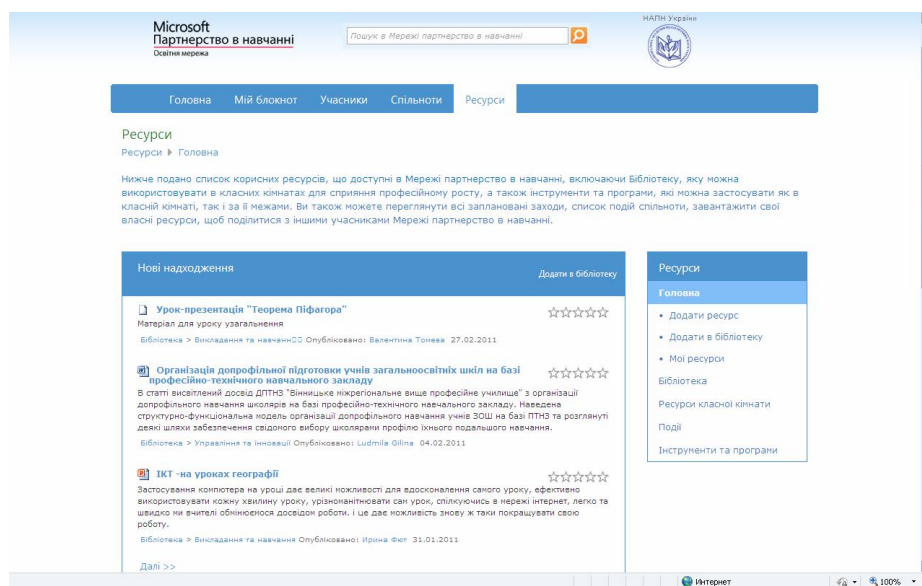 Microsoft
Партнерство в навчанні
Освітня мережа
Пошук в Мережі партнерство в навчанні
НАПН України
Головна Мій блокнот Учасники Спільноти Ресурси
Ресурси
Ресурси Головна
Нижче подано список корисних ресурсів, що доступні в Мережі партнерство в навчанні, включаючи Бібліотеку, яку можна
використовувати в класних кімнатах для сприяння професійному росту, а також інструменти та програми, які можна застосувати як в
класній кімнаті, так і за її межами. Ви також можете переглянути всі заплановані заходи, список подій спільноти, завантажити свої
власні ресурси, щоб поділитися з іншими учасниками Мережі партнерство в навчанні.
Нові надходження
Додати в бібліотеку
Урок-презентація "Теорема Піфагора"
Матеріал для уроку узагальнення
Бібліотека > Викладання та навчанн Опубліковано: Валентина Томева 27.02.2011
Організація допрофільної підготовки учнів загальноосвітніх шкіл на базі
професійно-технічного навчального закладу
В статті висвітлений досвід ДПТНЗ "Вінницьке міжрегіональне вище професійне училище" з організації
допрофільного навчання школярів на базі професійно-технічного навчального закладу. Наведена
структурно-функціональна модель організації допрофільного навчання учнів ЗОШ на базі ПТНЗ та розглянуті
деякі шляхи забезпечення свідомого вибору школярами профілю їхнього подальшого навчання.
Бібліотека > Управління та інновації Опубліковано: Ludmila Gilina 04.02.2011
ІКТ -на уроках географії
Застосування компютера на уроці дає великі можливості для вдосконалення самого уроку, ефективно
використовувати кожну хвилину уроку, урізноманітнювати сам урок, спілкуючись в мережі інтернет, легко та
швидко ми вчителі обмінюємося досвідом роботи. і це дає можливість знову ж таки покращувати свою
роботу.
Бібліотека > Викладання та навчання Опубліковано: Ирина Фют 31.01.2011
Далі >>
Ресурси
Головна
• Додати ресурс
• Додати в бібліотеку
• Мої ресурси
Бібліотека
Ресурси класної кімнати
Події
Інструменти та програми
Интернет
100%